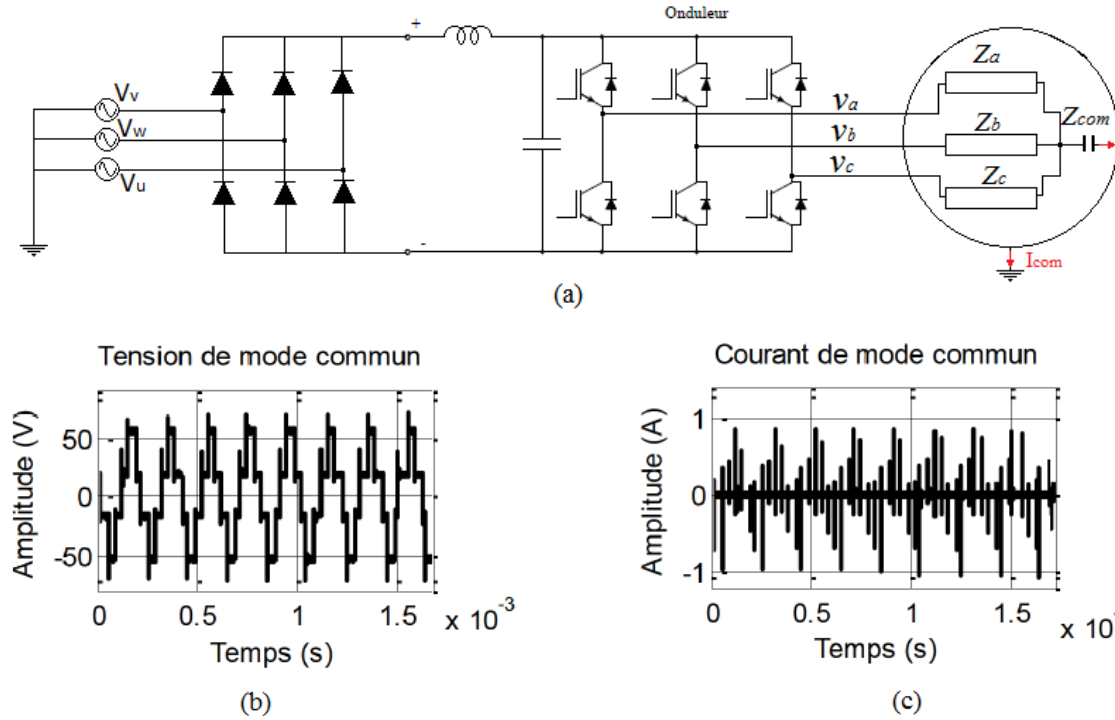 Onduleur
+
Vv
Vw
Vu
-
va
vb
vc
Za
Zb
Zc
Zcom
Icom
(a)
Tension de mode commun
Amplitude (V)
50
0
-50
0 0.5 1 1.5 x 10-3
Temps (s)
(b)
Courant de mode commun
Amplitude (A)
1
0
-1
0 0.5 1 1.5 x 10
Temps (s)
(c)